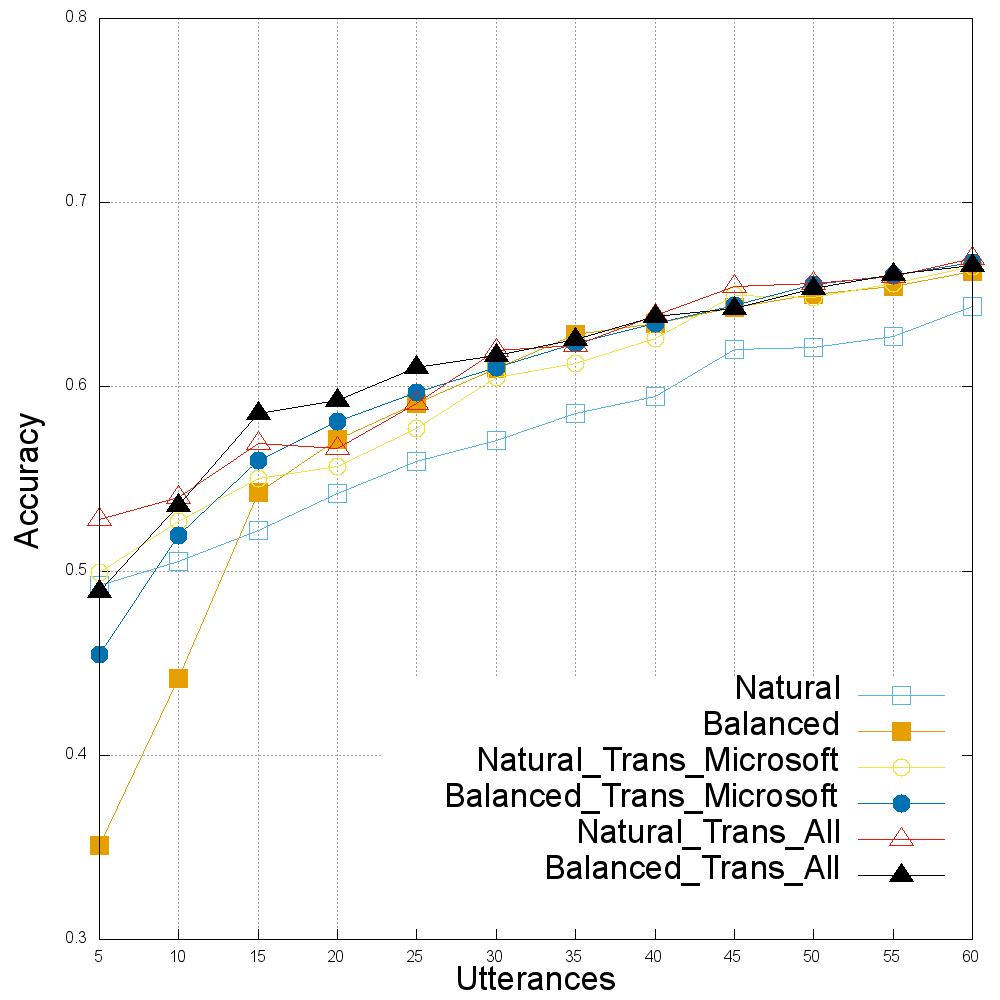 0.8
0.7
0.6
0.5
0.4
0.3
Accuracy
Natural
Balanced
Natural_Trans_Microsoft
Balanced_Trans_Microsoft
Natural_Trans_All
Balanced_Trans_All
5 10 15 20 25 30 35 40 45 50 55 60
Utterances